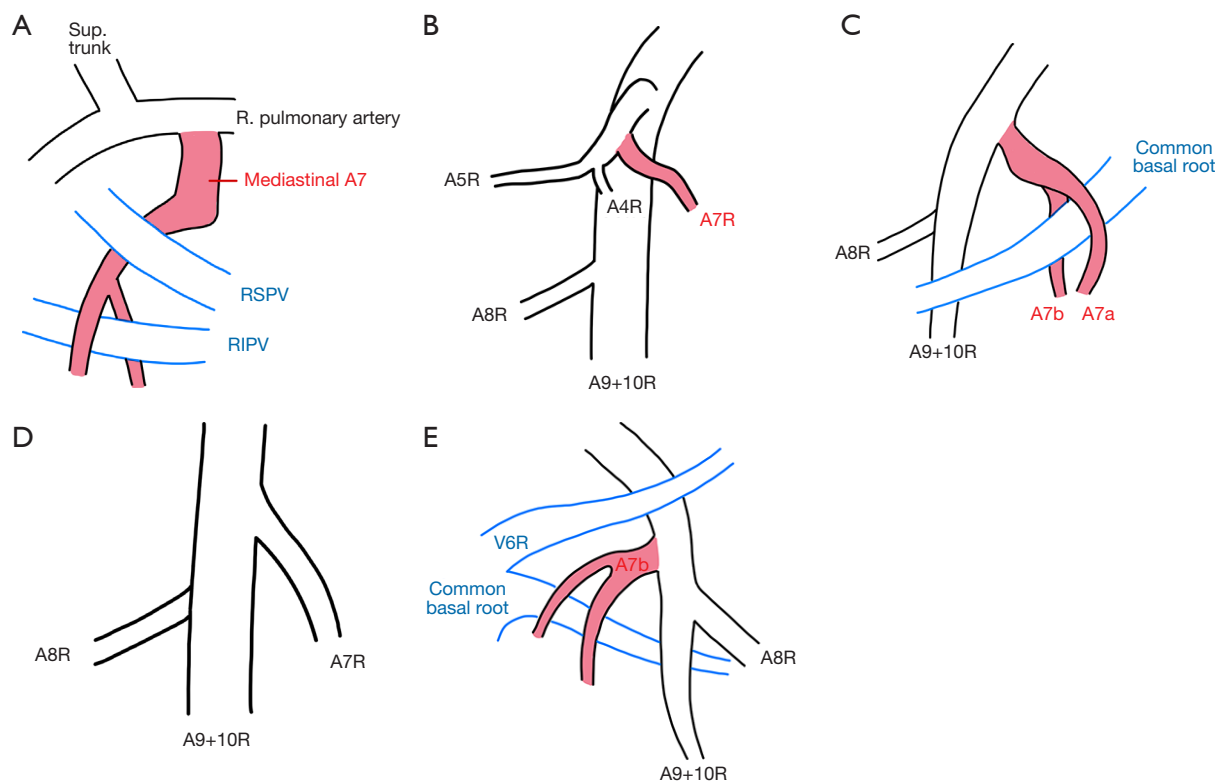 A
Sup.
trunk
R. pulmonary artery
Mediastinal A7
RSPV
RIPV
B
A5R
A4R
A7R
A8R
A9+10R
C
Common
basal root
A8R
A7b
A7a
A9+10R
D
A8R
A7R
A9+10R
E
V6R
A7b
Common
basal root
A8R
A9+10R